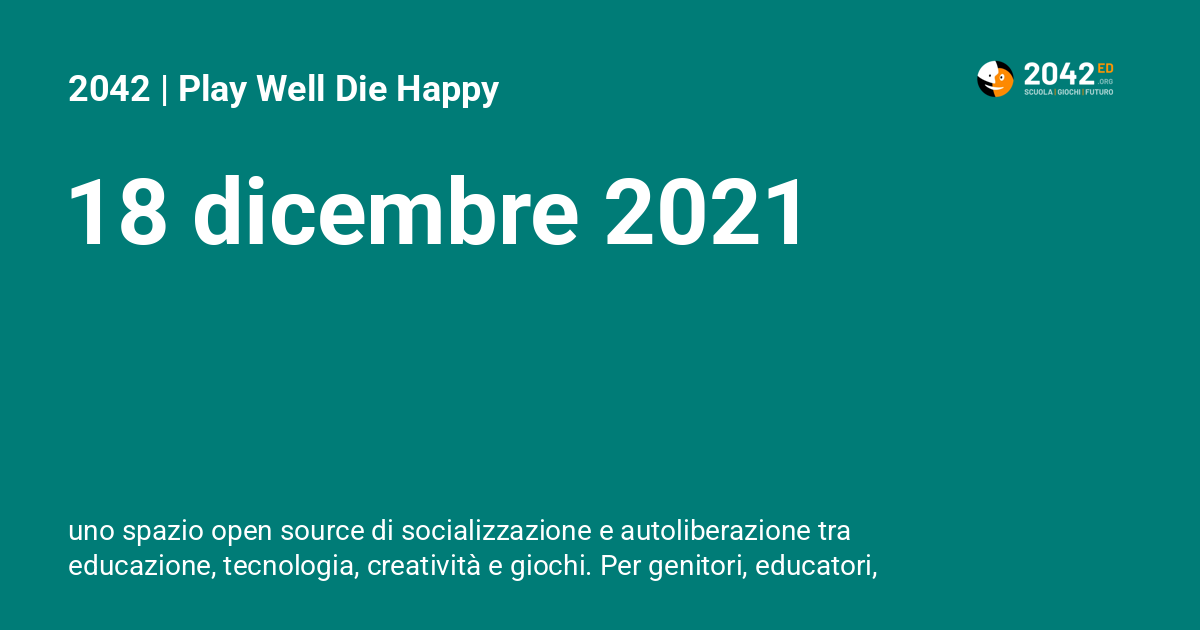 2042 | Play Well Die Happy
2042 ED
.ORG
SCUOLA | GIOCHI | FUTURO
18 dicembre 2021
uno spazio open source di socializzazione e autoliberazione tra
educazione, tecnologia, creatività e giochi. Per genitori, educatori,